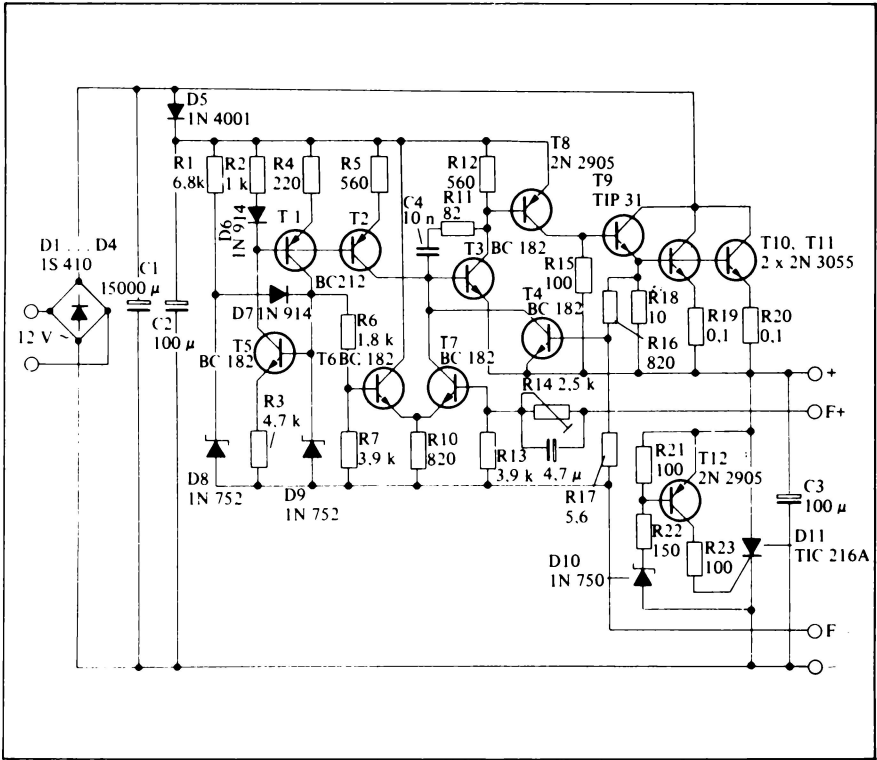 D5
1N 4001
R1
6,8k
R2
1 k
R4
220
R5
560
R12
560
R11
82
C4
10 n
T8
2N 2905
T9
TIP 31
D6
1N 914
T 1
T2
BC212
T3
BC 182
T10, T11
2 x 2N 3055
D1 . . . D4
1S 410
C1
15000 µ
12 V ~
C2
100 µ
D7 1N 914
T5
BC 182
R6
1,8 k
T6 BC 182
T7
BC 182
T4
BC 182
R15
100
R18
10
R16
820
R19
0,1
R20
0,1
R14 2,5 k
4,7 µ
R3
4,7 k
R7
3,9 k
R10
820
R13
3,9 k
R17
5,6
D8
1N 752
D9
1N 752
R21
100
T12
2N 2905
R22
150
R23
100
D10
1N 750
D11
TIC 216A
C3
100 µ
+
F+
F
-